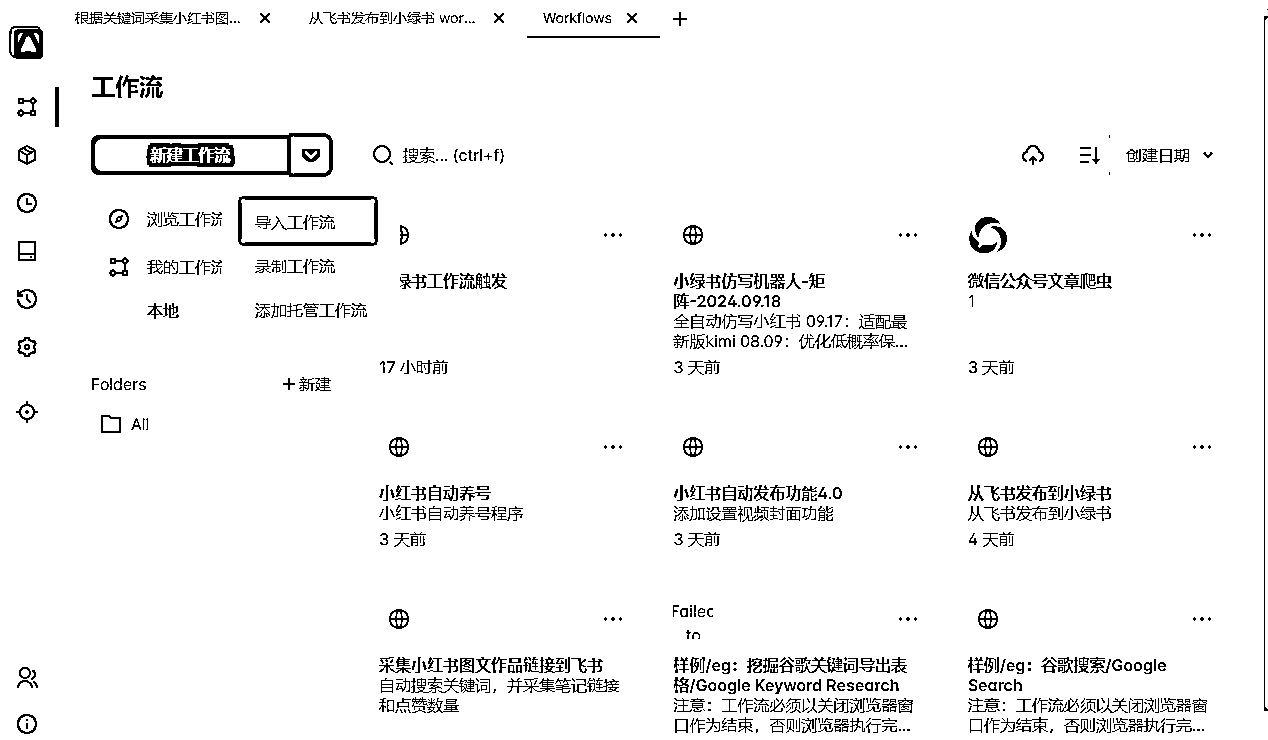 根据关键词采集小红书图...
从飞书发布到小绿书 wor...
Workflows
工作流
新建工作流
搜索... (ctrl+f)
创建日期
浏览工作流
导入工作流
我的工作流
录制工作流
本地
添加托管工作流
Folders
+新建
All
绿书工作流触发
17 小时前
小绿书仿写机器人-矩
阵-2024.09.18
全自动仿写小红书 09.17：适配最
新版kimi 08.09：优化低概率保...
3 天前
微信公众号文章爬虫
1
3 天前
小红书自动养号
小红书自动养号程序
3 天前
小红书自动发布功能4.0
添加设置视频封面功能
3 天前
从飞书发布到小绿书
从飞书发布到小绿书
4 天前
采集小红书图文作品链接到飞书
自动搜索关键词，并采集笔记链接
和点赞数量
Failed
to
样例/eg：挖掘谷歌关键词导出表
格/Google Keyword Research
注意：工作流必须以关闭浏览器窗
口作为结束，否则浏览器执行完...
样例/eg：谷歌搜索/Google
Search
注意：工作流必须以关闭浏览器窗
口作为结束，否则浏览器执行完...